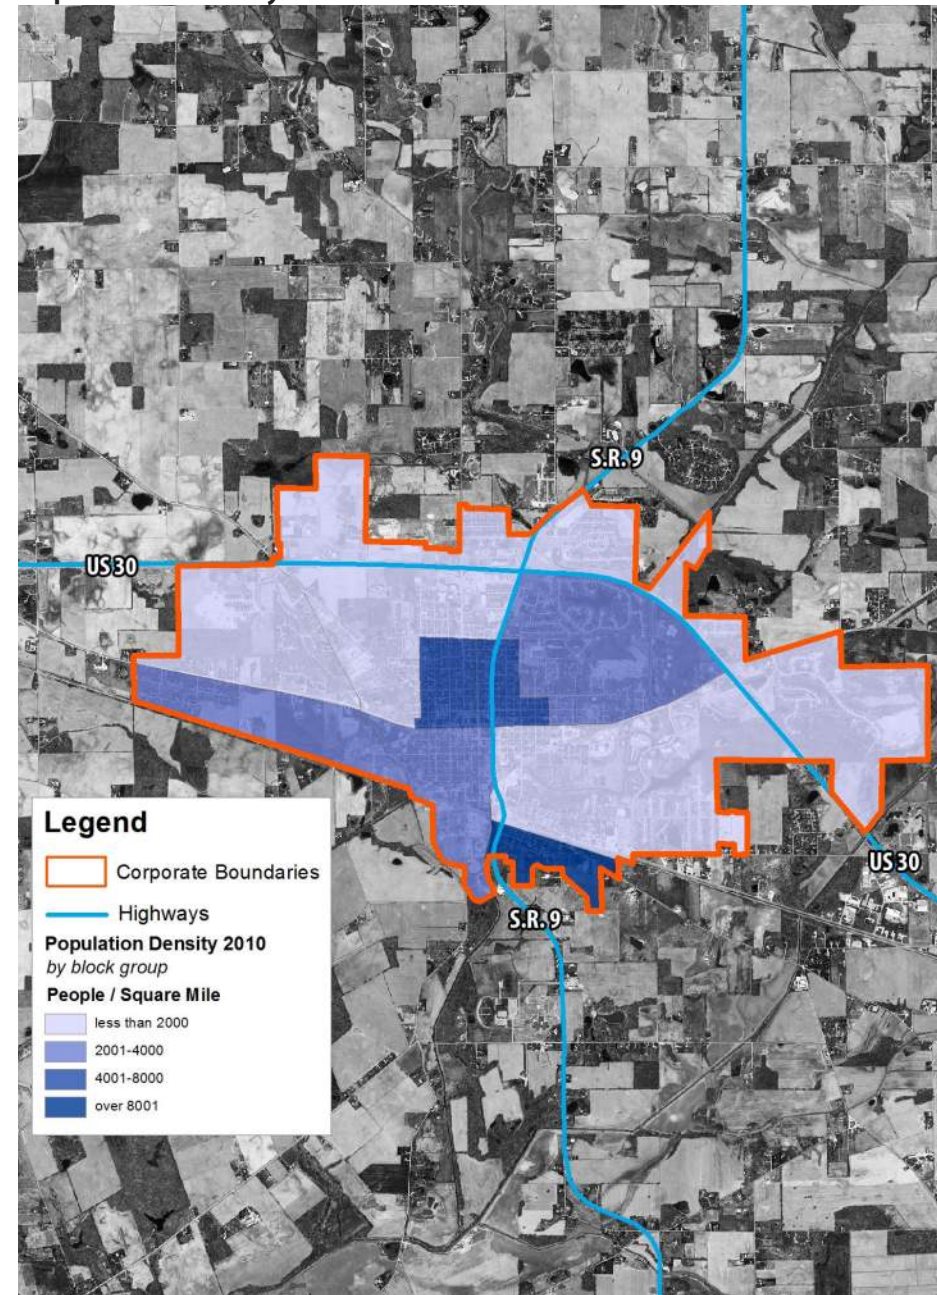 S.R. 9
US 30
Legend
Corporate Boundaries
Highways
Population Density 2010
by block group
People / Square Mile
less than 2000
2001-4000
4001-8000
over 8001
US 30
S.R. 9